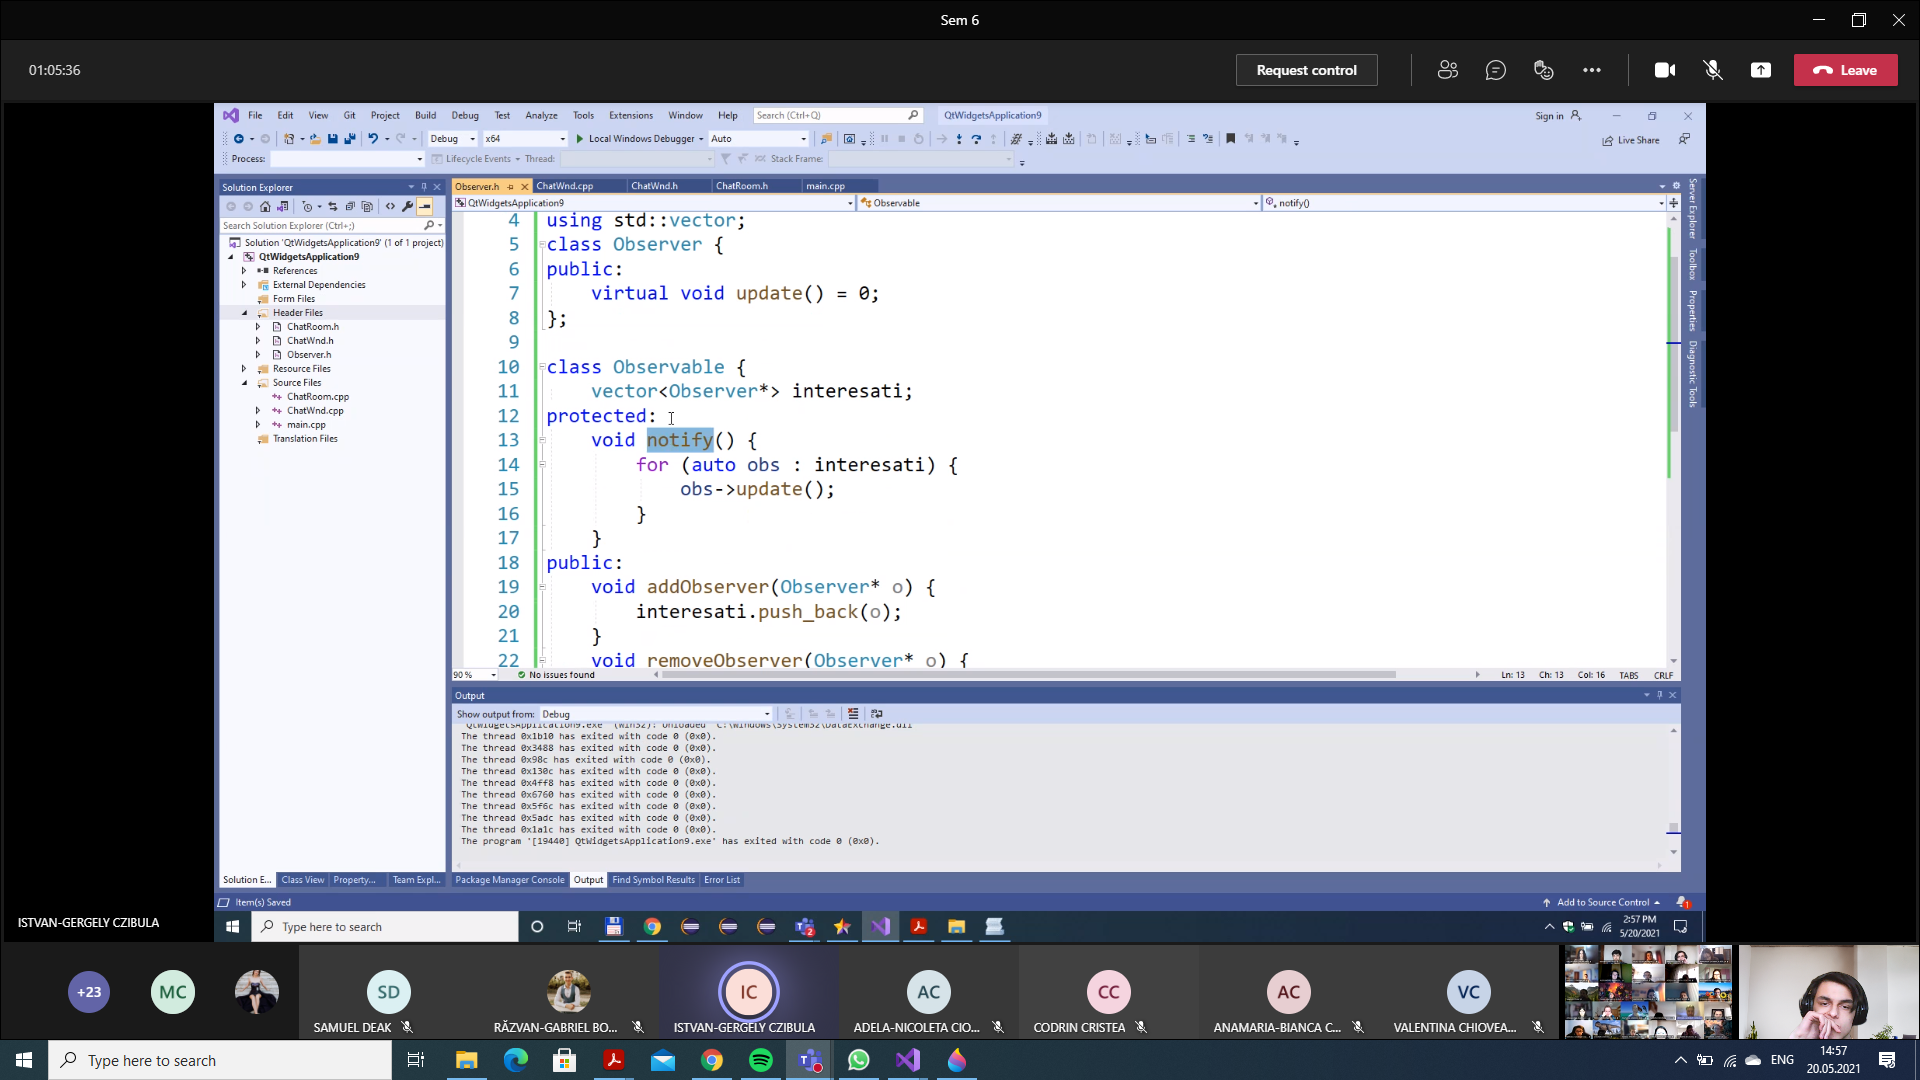 Sem 6
01:05:36
Request control
Leave
File Edit View Git Project Build Debug Test Analyze Tools Extensions Window Help Search (Ctrl+Q) QtWidgetsApplication9 Sign in
Debug x64 Local Windows Debugger Auto Live Share
Process: Lifecycle Events Thread: Stack Frame:
Solution Explorer
Search Solution Explorer (Ctrl+;)
Solution 'QtWidgetsApplication9' (1 of 1 project)
QtWidgetsApplication9
References
External Dependencies
Form Files
Header Files
ChatRoom.h
ChatWnd.h
Observer.h
Resource Files
Source Files
ChatRoom.cpp
ChatWnd.cpp
main.cpp
Translation Files
Observer.h ChatWnd.cpp ChatWnd.h ChatRoom.h main.cpp
QtWidgetsApplication9 Observable notify()
4 using std::vector;
5 class Observer {
6 public:
7 virtual void update() = 0;
8 };
9
10 class Observable {
11 vector<Observer*> interesati;
12 protected:
13 void notify() {
14 for (auto obs : interesati) {
15 obs->update();
16 }
17 }
18 public:
19 void addObserver(Observer* o) {
20 interesati.push_back(o);
21 }
22 void removeObserver(Observer* o) {
90 % No issues found Ln: 13 Ch: 13 Col: 16 TABS CRLF
Server Explorer
Toolbox
Properties
Diagnostic Tools
Output
Show output from: Debug
'QtWidgetsApplication9.exe' (Win32): Unloaded 'C:\Windows\System32\DataExchange.dll'
The thread 0x1b10 has exited with code 0 (0x0).
The thread 0x3488 has exited with code 0 (0x0).
The thread 0x98c has exited with code 0 (0x0).
The thread 0x130c has exited with code 0 (0x0).
The thread 0x4ff8 has exited with code 0 (0x0).
The thread 0x6760 has exited with code 0 (0x0).
The thread 0x5f6c has exited with code 0 (0x0).
The thread 0x5adc has exited with code 0 (0x0).
The thread 0x1a1c has exited with code 0 (0x0).
The program '[19440] QtWidgetsApplication9.exe' has exited with code 0 (0x0).
Solution E... Class View Property... Team Expl... Package Manager Console Output Find Symbol Results Error List
Item(s) Saved Add to Source Control 1
ISTVAN-GERGELY CZIBULA
Type here to search 2 2:57 PM
5/20/2021
+23 MC SD IC AC CC AC VC
SAMUEL DEAK RĂZVAN-GABRIEL BO... ISTVAN-GERGELY CZIBULA ADELA-NICOLETA CIO... CODRIN CRISTEA ANAMARIA-BIANCA C... VALENTINA CHIOVEA...
Type here to search ENG 14:57
20.05.2021